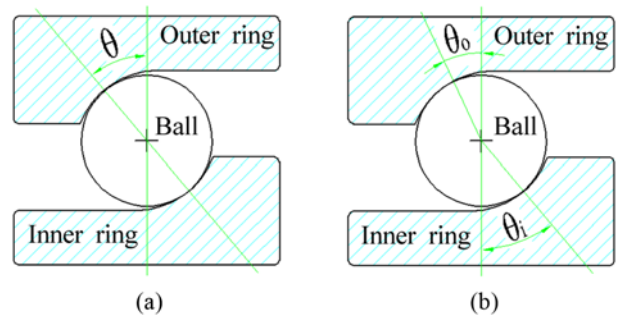 θ Outer ring
Ball
Inner ring
(a)
θo Outer ring
Ball
Inner ring
θi
(b)